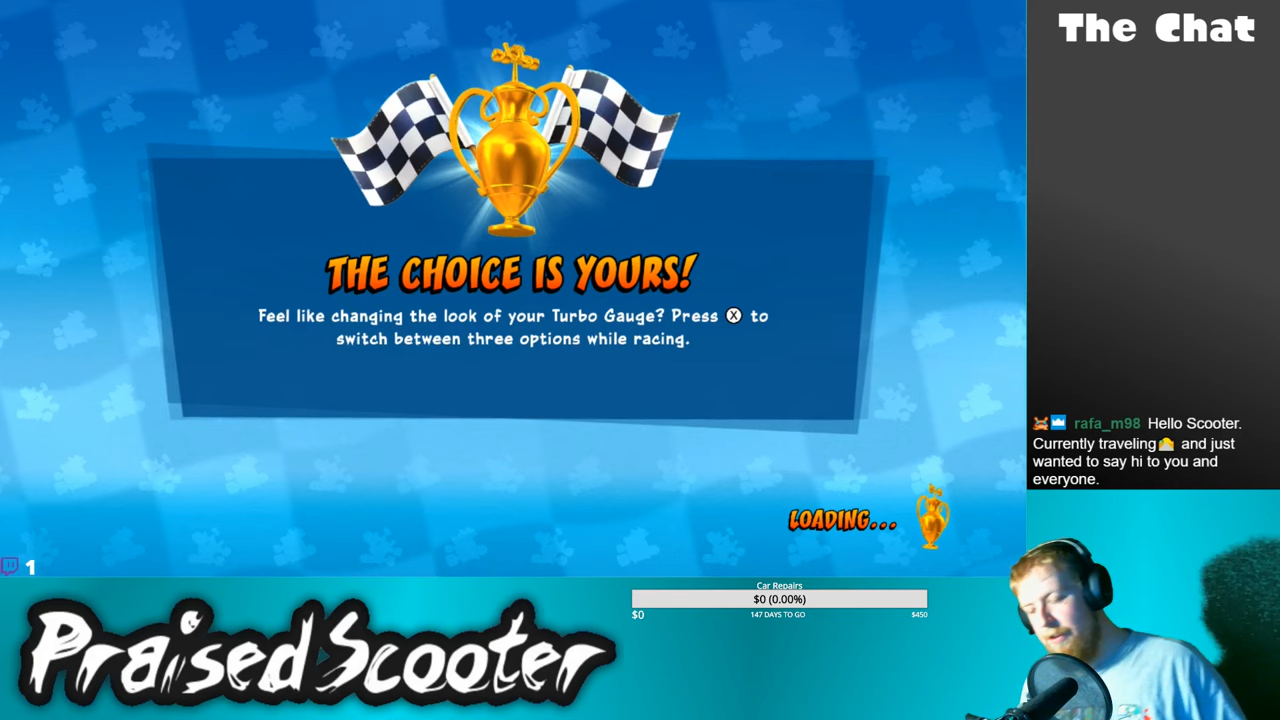 The Chat
THE CHOICE IS YOURS!
Feel like changing the look of your Turbo Gauge? Press Ⓧ to
switch between three options while racing.
rafa_m98 Hello Scooter.
Currently traveling and just
wanted to say hi to you and
everyone.
LOADING...
1
Car Repairs
$0 (0.00%)
$0 147 DAYS TO GO $450
PraisedScooter